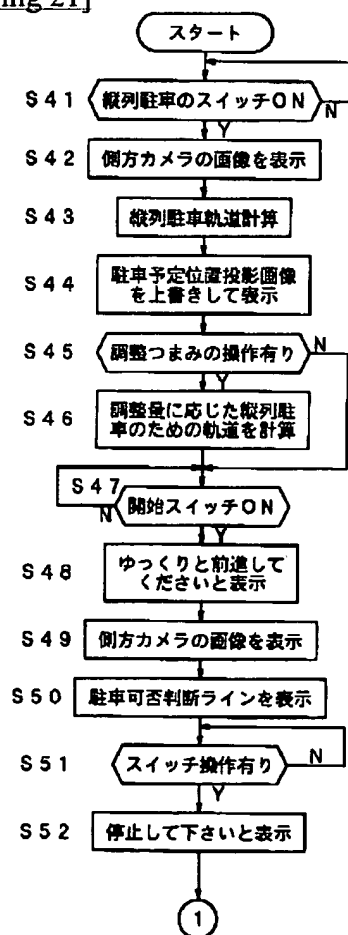 ing 21]
スタート
S41 縦列駐車のスイッチON N
Y
S42 側方カメラの画像を表示
S43 縦列駐車軌道計算
S44 駐車予定位置投影画像
を上書きして表示
S45 調整つまみの操作有り N
Y
S46 調整量に応じた縦列駐
車のための軌道を計算
S47
N 開始スイッチON
Y
S48 ゆっくりと前進して
くださいと表示
S49 側方カメラの画像を表示
S50 駐車可否判断ラインを表示
S51 スイッチ操作有り N
Y
S52 停止して下さいと表示
1